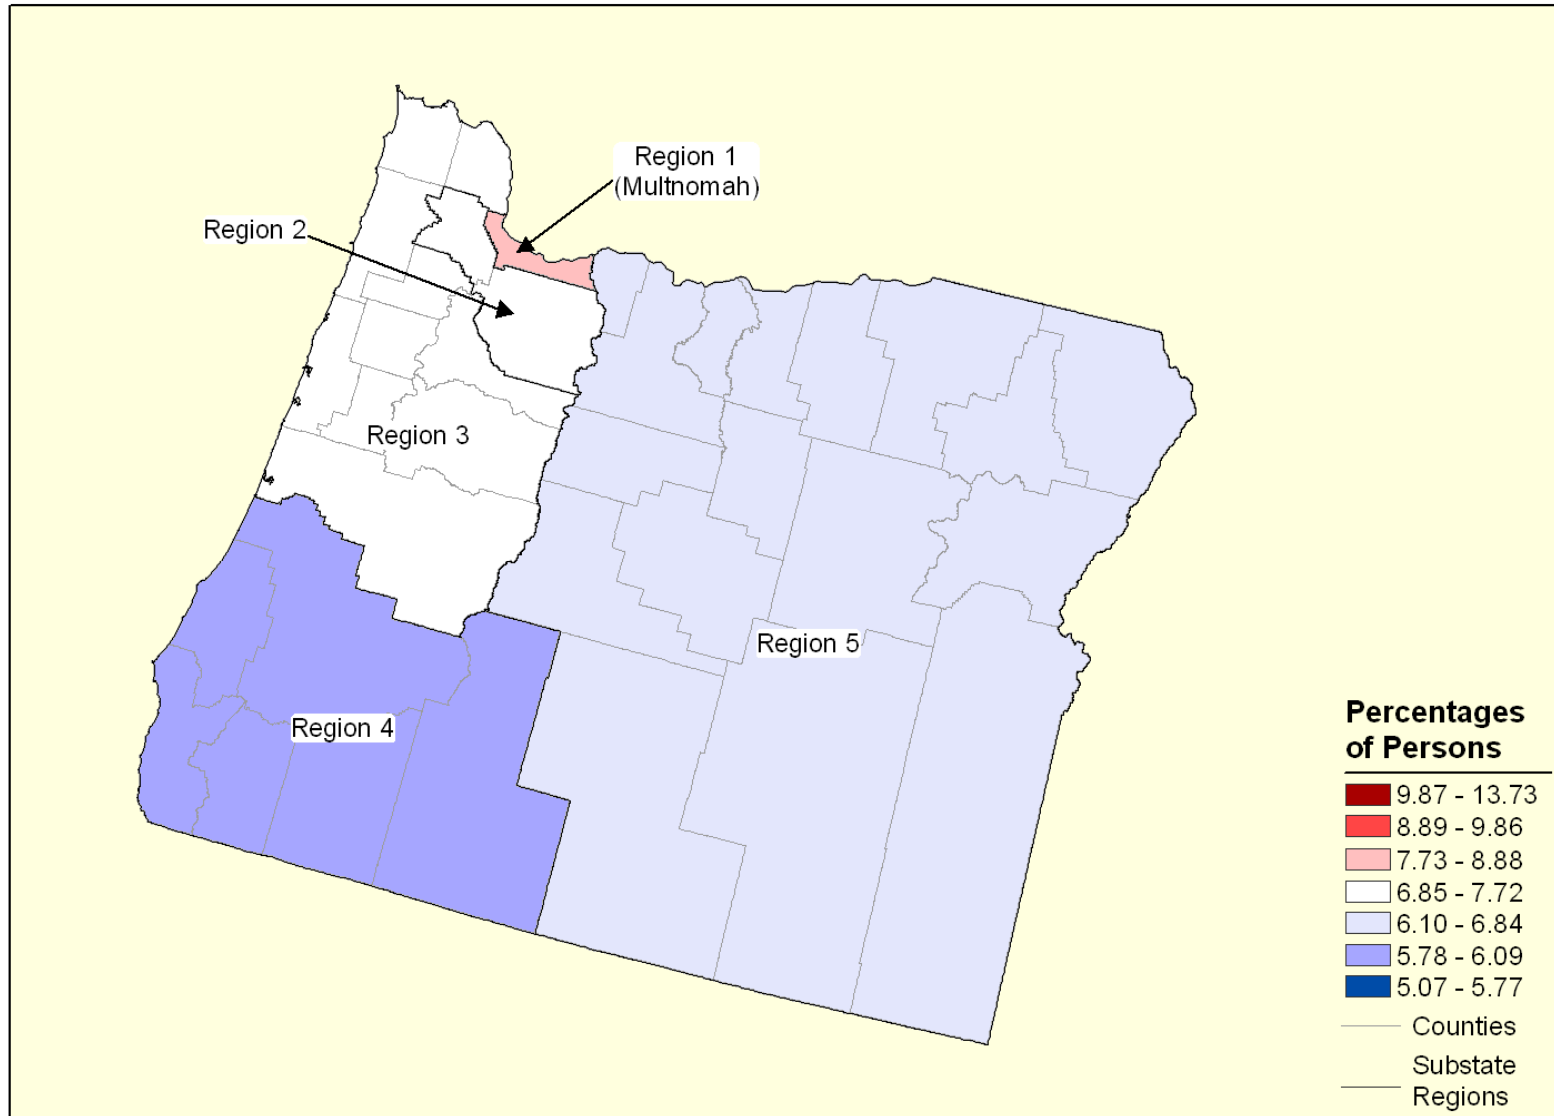 Region 1
(Multnomah)
Region 2
Region 3
Region 5
Region 4
Percentages
of Persons
9.87 - 13.73
8.89 - 9.86
7.73 - 8.88
6.85 - 7.72
6.10 - 6.84
5.78 - 6.09
5.07 - 5.77
Counties
Substate
Regions